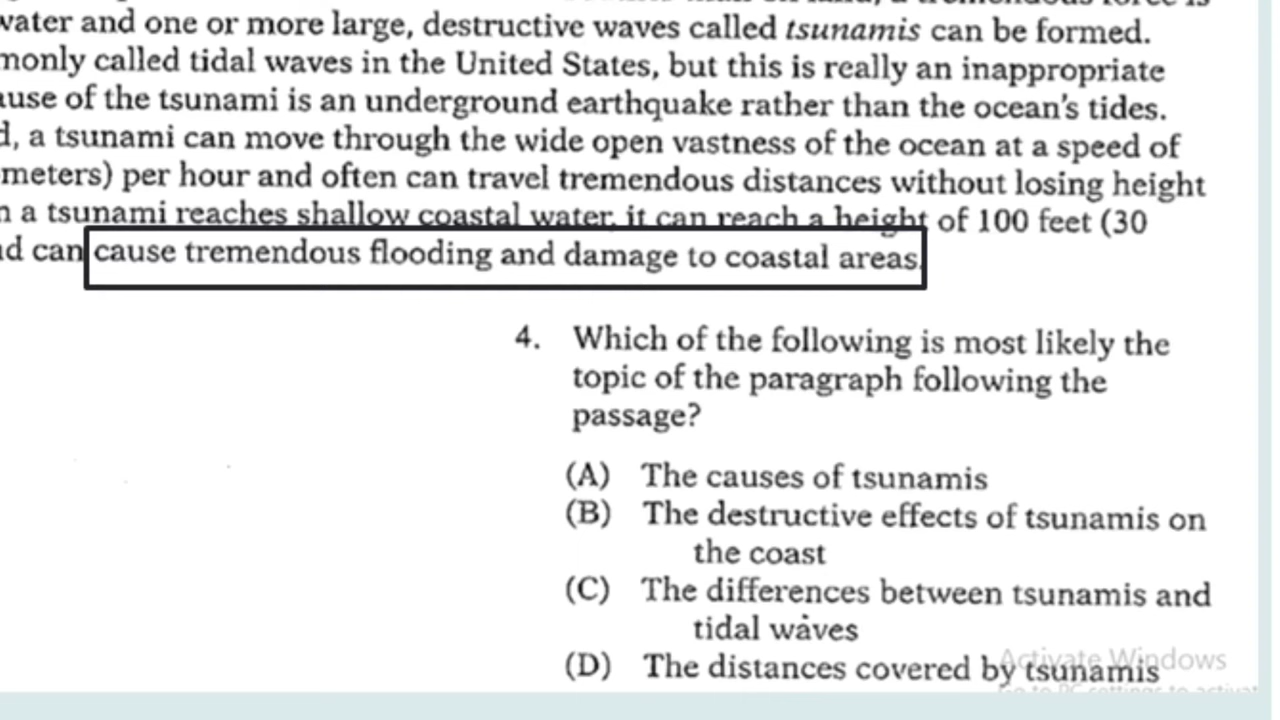 water and one or more large, destructive waves called tsunamis can be formed.
monly called tidal waves in the United States, but this is really an inappropriate
use of the tsunami is an underground earthquake rather than the ocean's tides.
d, a tsunami can move through the wide open vastness of the ocean at a speed of
meters) per hour and often can travel tremendous distances without losing height
n a tsunami reaches shallow coastal water, it can reach a height of 100 feet (30
d can cause tremendous flooding and damage to coastal areas.
4. Which of the following is most likely the
topic of the paragraph following the
passage?
(A) The causes of tsunamis
(B) The destructive effects of tsunamis on
the coast
(C) The differences between tsunamis and
tidal waves
(D) The distances covered by tsunamis
Activate Windows
Go to PC settings to activat